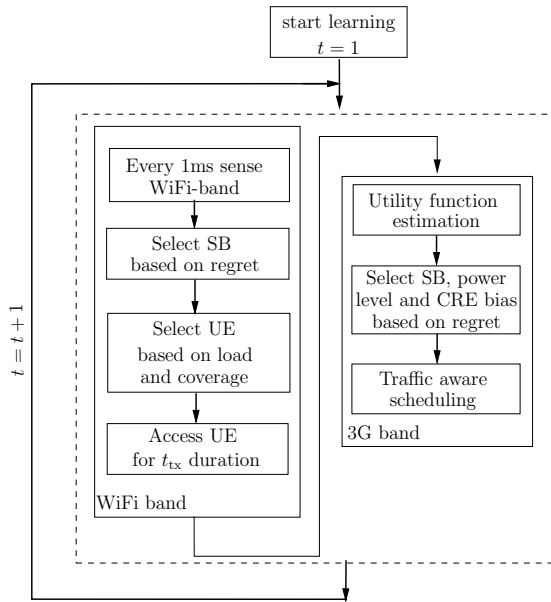 start learning
t = 1
t = t + 1
Every 1ms sense
WiFi-band
Select SB
based on regret
Select UE
based on load
and coverage
Access UE
for t_tx duration
WiFi band
Utility function
estimation
Select SB, power
level and CRE bias
based on regret
Traffic aware
scheduling
3G band